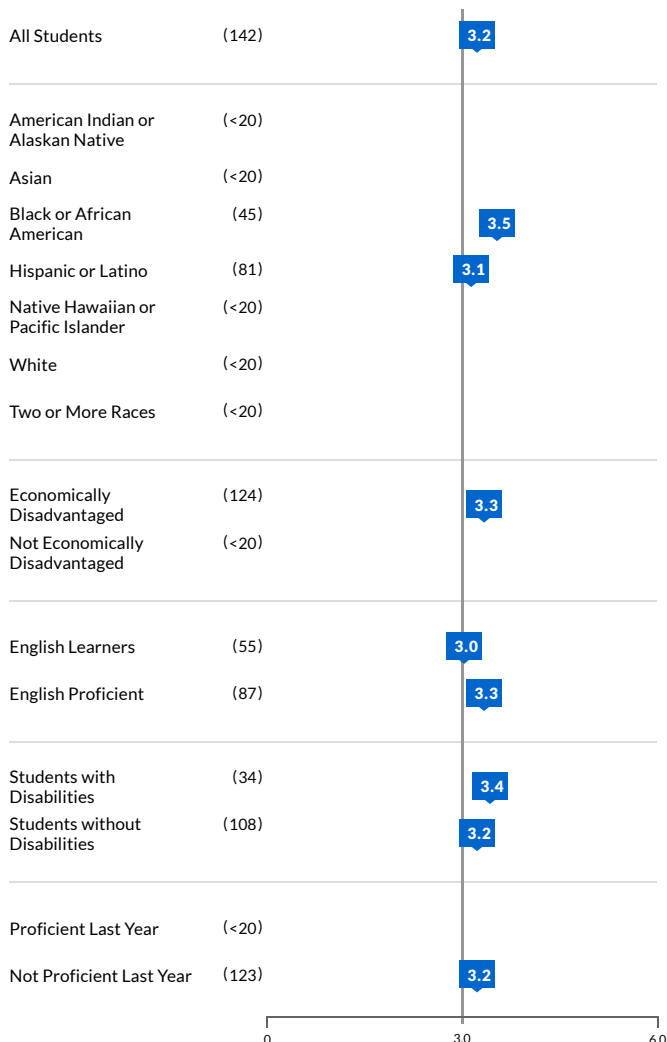 All Students (142) 3.2
American Indian or (<20)
Alaskan Native
Asian (<20)
Black or African (45) 3.5
American
Hispanic or Latino (81) 3.1
Native Hawaiian or (<20)
Pacific Islander
White (<20)
Two or More Races (<20)
Economically (124) 3.3
Disadvantaged
Not Economically (<20)
Disadvantaged
English Learners (55) 3.0
English Proficient (87) 3.3
Students with (34) 3.4
Disabilities
Students without (108) 3.2
Disabilities
Proficient Last Year (<20)
Not Proficient Last Year (123) 3.2
0 3.0 6.0